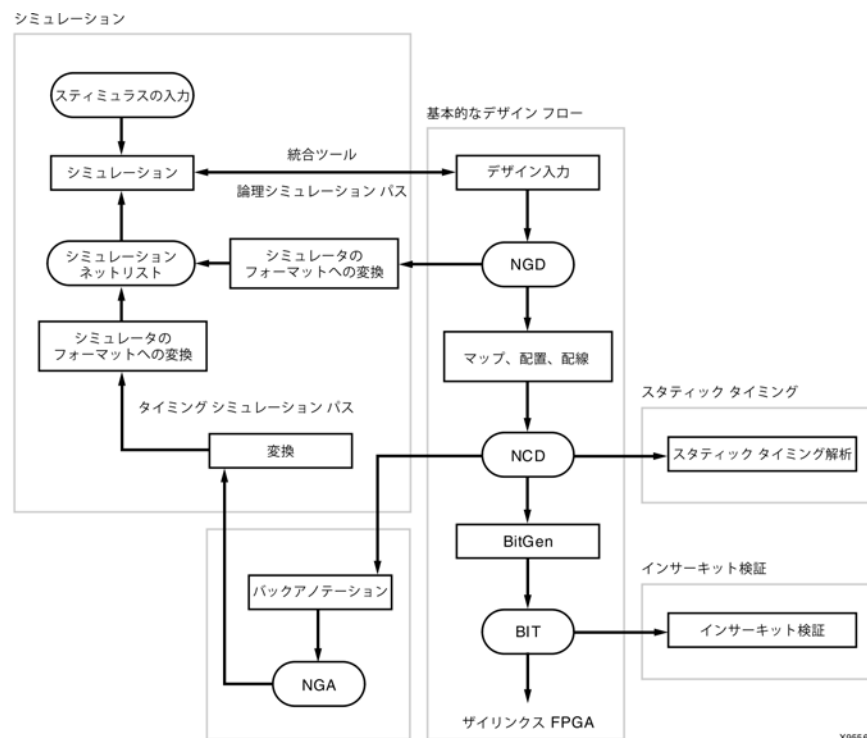 シミュレーション
スティミュラスの入力
基本的なデザイン フロー
統合ツール
シミュレーション
デザイン入力
論理シミュレーション パス
シミュレーション
ネットリスト
シミュレータの
フォーマットへの変換
NGD
シミュレータの
フォーマットへの変換
マップ、配置、配線
スタティック タイミング
タイミング シミュレーション パス
変換
NCD
スタティック タイミング解析
BitGen
インサーキット検証
バックアノテーション
BIT
インサーキット検証
NGA
ザイリンクス FPGA